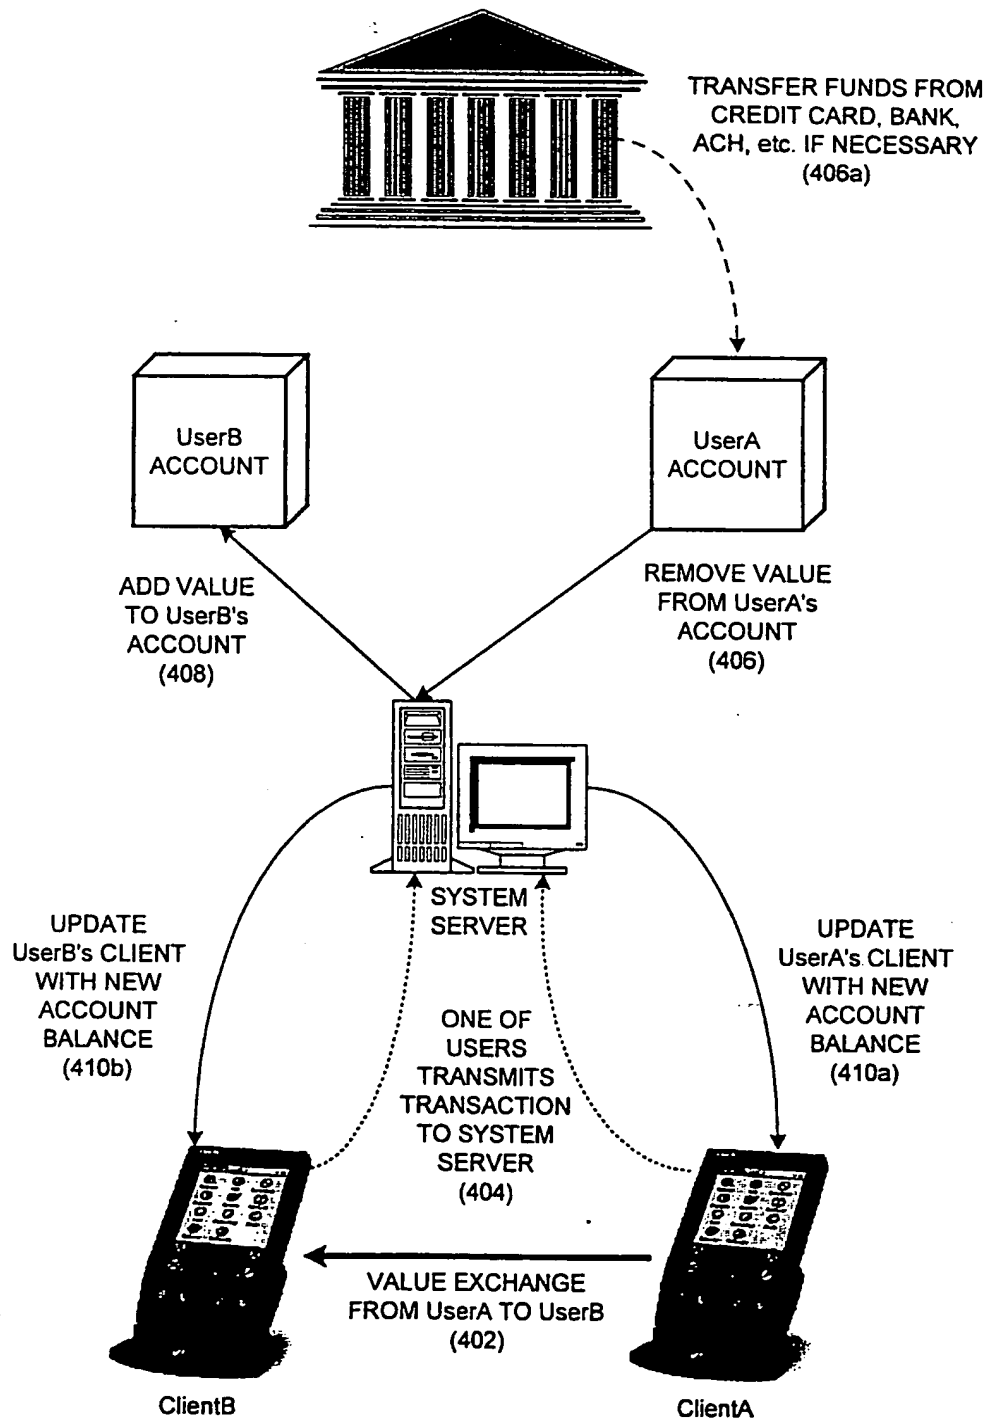 TRANSFER FUNDS FROM
CREDIT CARD, BANK,
ACH, etc. IF NECESSARY
(406a)
UserB
ACCOUNT
UserA
ACCOUNT
ADD VALUE
TO UserB's
ACCOUNT
(408)
REMOVE VALUE
FROM UserA's
ACCOUNT
(406)
SYSTEM
SERVER
UPDATE
UserB's CLIENT
WITH NEW
ACCOUNT
BALANCE
(410b)
UPDATE
UserA's CLIENT
WITH NEW
ACCOUNT
BALANCE
(410a)
ONE OF
USERS
TRANSMITS
TRANSACTION
TO SYSTEM
SERVER
(404)
VALUE EXCHANGE
FROM UserA TO UserB
(402)
ClientB
ClientA